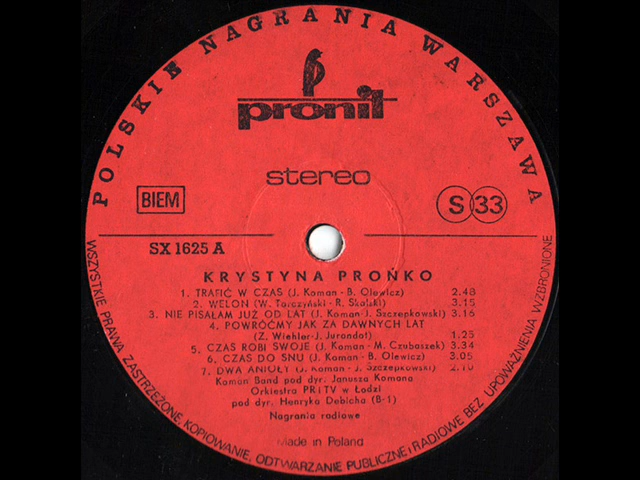 POLSKIE NAGRANIA WARSZAWA
pronit
stereo
BIEM
S 33
SX 1625 A
KRYSTYNA PROŃKO
1. TRAFIĆ W CZAS (J. Koman - B. Olewicz) 2.48
2. WELON (W. Torczyński - R. Skolski) 3.15
3. NIE PISAŁAM JUŻ OD LAT (J. Koman - J. Szczepkowski) 3.16
4. POWRÓĆMY JAK ZA DAWNYCH LAT
(Z. Wiehler - J. Jurandot) 1.25
5. CZAS ROBI SWOJE (J. Koman - M. Czubaszek) 3.34
6. CZAS DO SNU (J. Koman - B. Olewicz) 3.05
7. DWA ANIOŁY (J. Koman - J. Szczepkowski) 2.10
Koman Band pod dyr. Janusza Komana
Orkiestra PRiTV w Łodzi
pod dyr. Henryka Debicha (B-1)
Nagrania radiowe
Made in Poland
WSZYSTKIE PRAWA ZASTRZEŻONE, KOPIOWANIE, ODTWARZANIE PUBLICZNE i RADIOWE BEZ UPOWAŻNIENIA WZBRONIONE